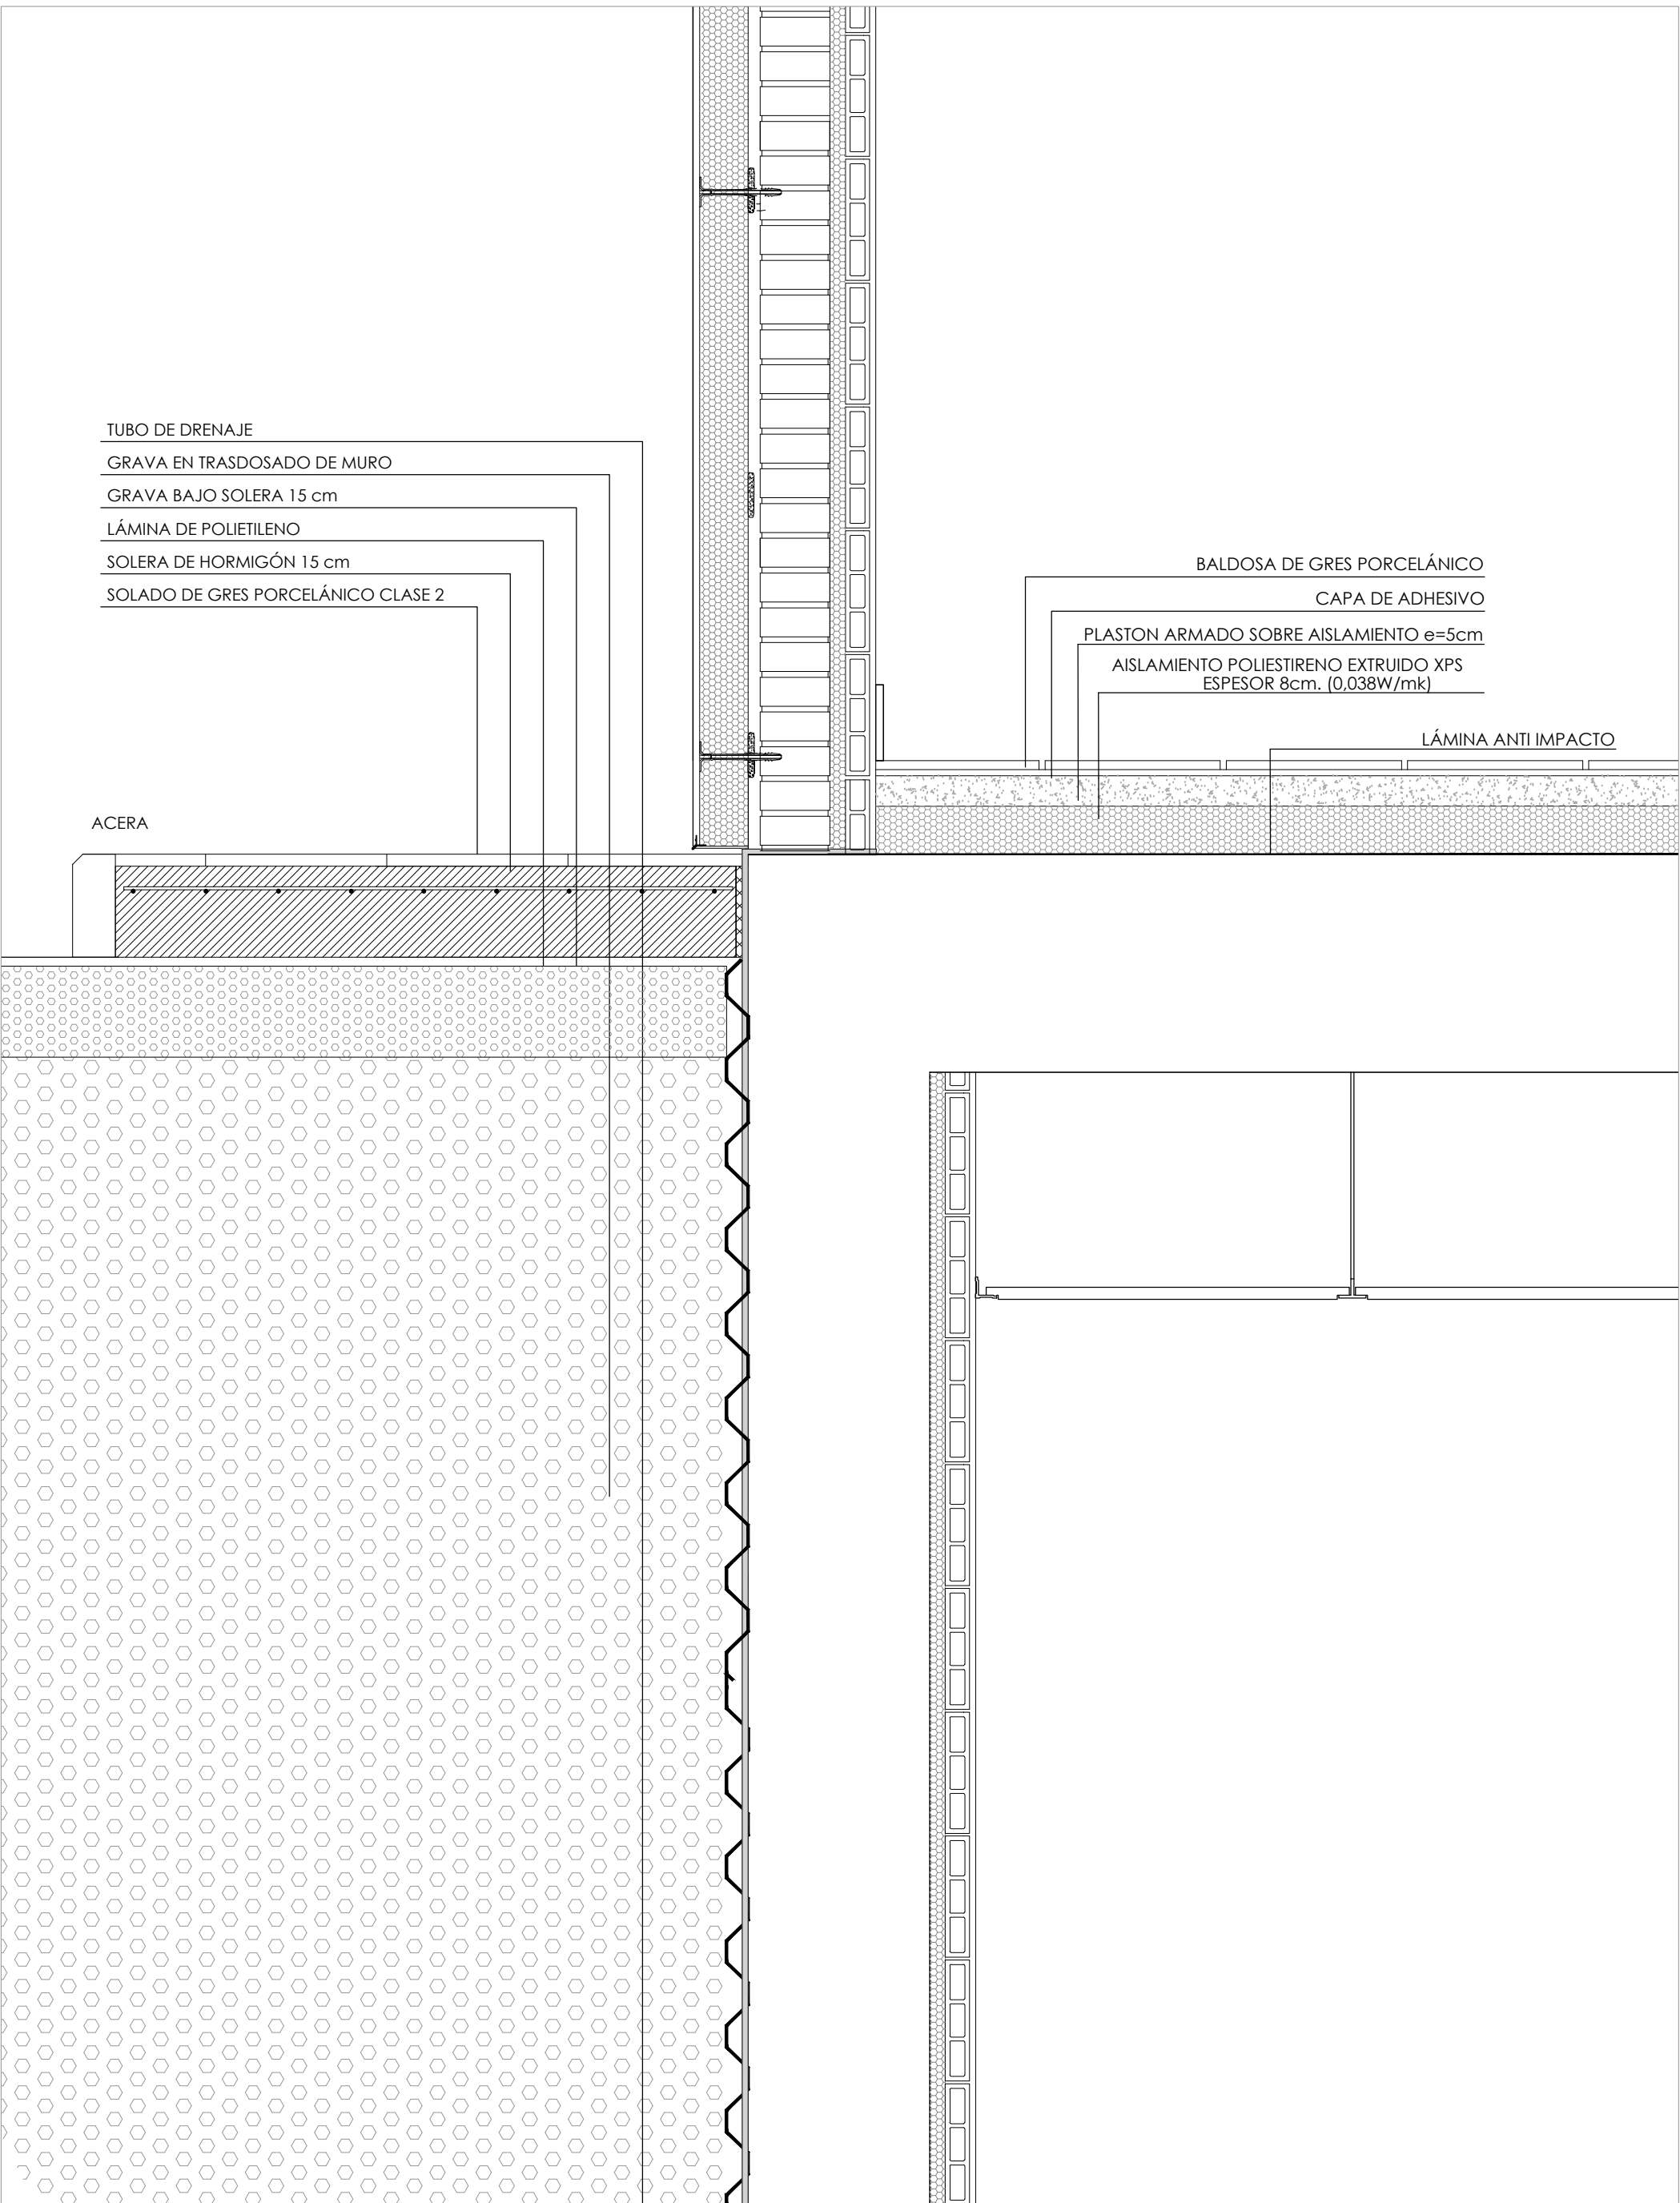 TUBO DE DRENAJE
GRAVA EN TRASDOSADO DE MURO
GRAVA BAJO SOLERA 15 cm
LÁMINA DE POLIETILENO
SOLERA DE HORMIGÓN 15 cm
SOLADO DE GRES PORCELÁNICO CLASE 2
BALDOSA DE GRES PORCELÁNICO
CAPA DE ADHESIVO
PLASTON ARMADO SOBRE AISLAMIENTO e=5cm
AISLAMIENTO POLIESTIRENO EXTRUIDO XPS
ESPESOR 8cm. (0,038W/mk)
LÁMINA ANTI IMPACTO
ACERA